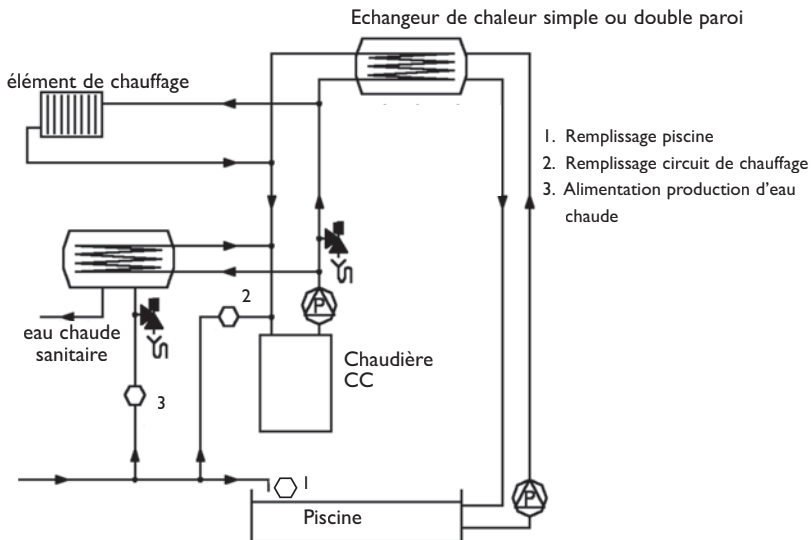 Echangeur de chaleur simple ou double paroi
élément de chauffage
1. Remplissage piscine
2. Remplissage circuit de chauffage
3. Alimentation production d'eau
chaude
2
P
eau chaude
sanitaire
Chaudière
CC
3
1
P
Piscine